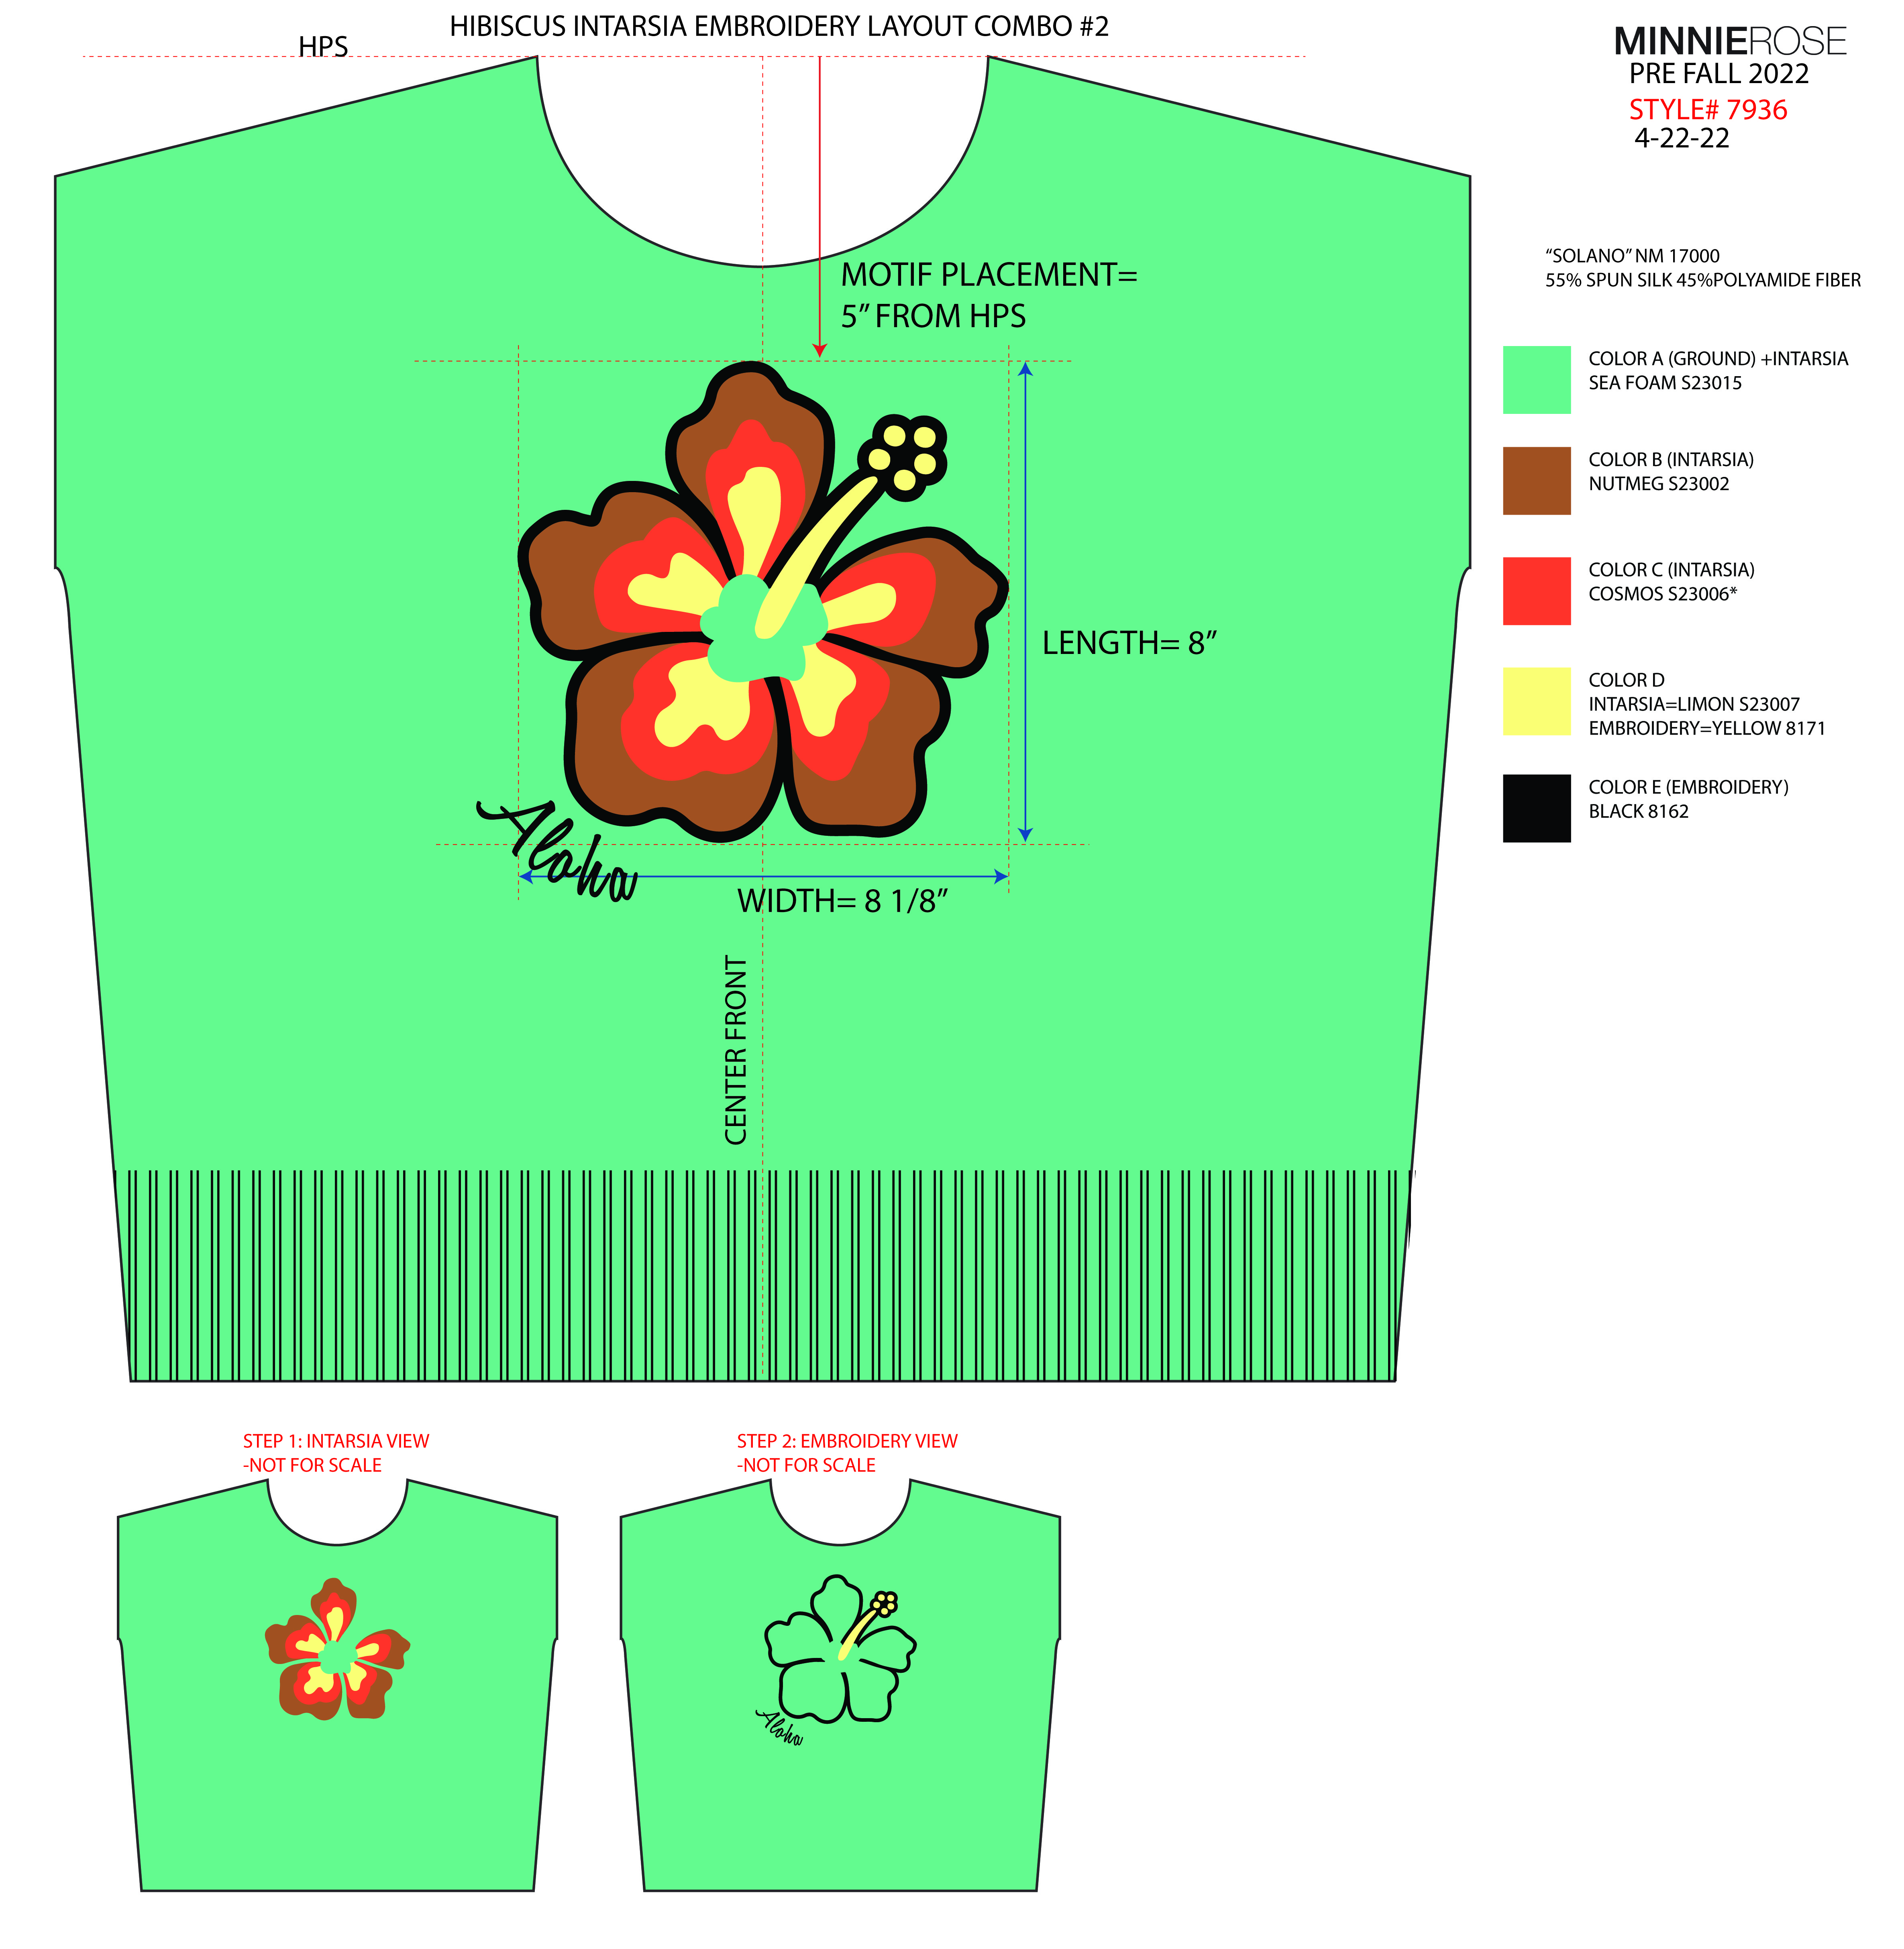 HIBISCUS INTARSIA EMBROIDERY LAYOUT COMBO #2
HPS
MINNIEROSE
PRE FALL 2022
STYLE# 7936
4-22-22
MOTIF PLACEMENT=
5” FROM HPS
“SOLANO” NM 17000
55% SPUN SILK 45%POLYAMIDE FIBER
COLOR A (GROUND) +INTARSIA
SEA FOAM S23015
COLOR B (INTARSIA)
NUTMEG S23002
COLOR C (INTARSIA)
COSMOS S23006*
COLOR D
INTARSIA=LIMON S23007
EMBROIDERY=YELLOW 8171
COLOR E (EMBROIDERY)
BLACK 8162
LENGTH= 8”
Aloha
WIDTH= 8 1/8”
CENTER FRONT
STEP 1: INTARSIA VIEW
-NOT FOR SCALE
STEP 2: EMBROIDERY VIEW
-NOT FOR SCALE
Aloha